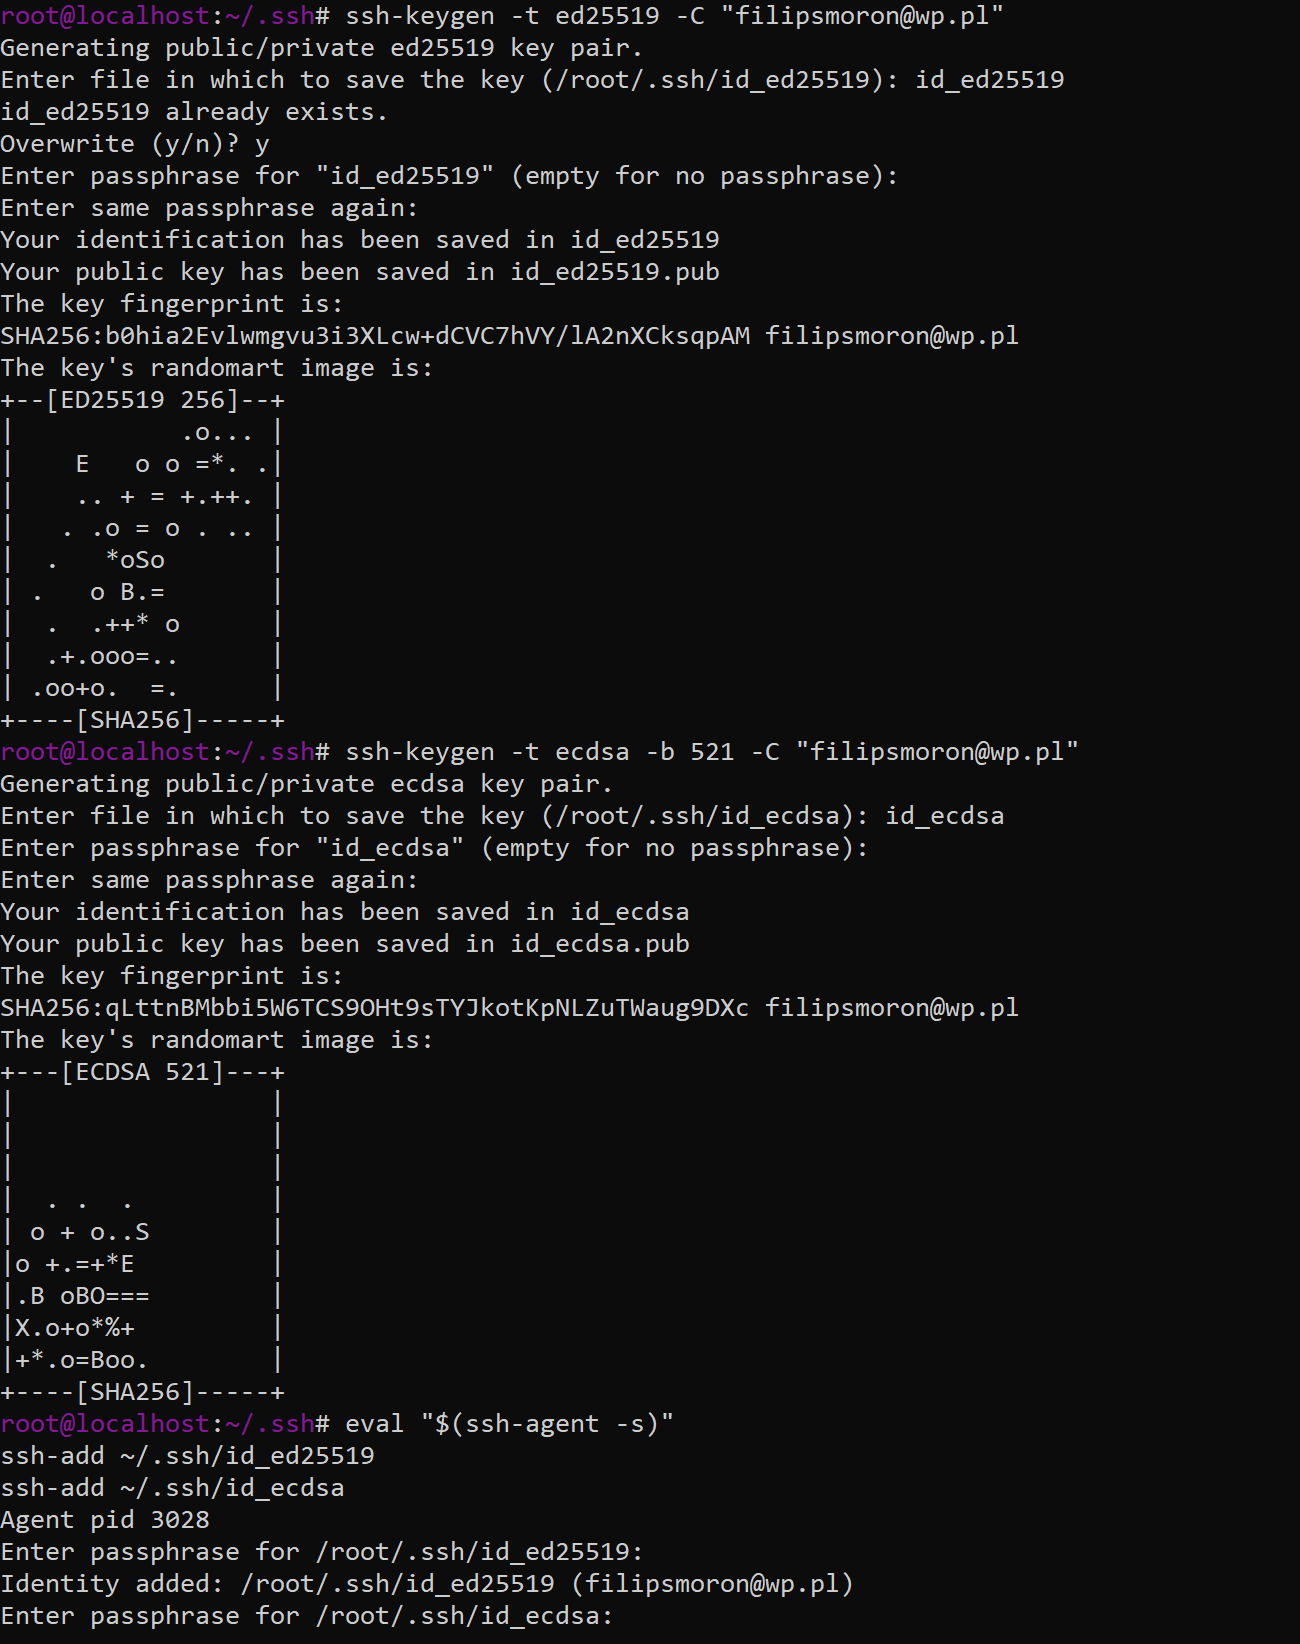 root@localhost:~/.ssh# ssh-keygen -t ed25519 -C "filipsmoron@wp.pl"
Generating public/private ed25519 key pair.
Enter file in which to save the key (/root/.ssh/id_ed25519): id_ed25519
id_ed25519 already exists.
Overwrite (y/n)? y
Enter passphrase for "id_ed25519" (empty for no passphrase):
Enter same passphrase again:
Your identification has been saved in id_ed25519
Your public key has been saved in id_ed25519.pub
The key fingerprint is:
SHA256:b0hia2Evlwmgvu3i3XLcw+dCVC7hVY/lA2nXCksqpAM filipsmoron@wp.pl
The key's randomart image is:
+--[ED25519 256]--+
|           .o... |
|    E   o o =*. .|
|    .. + = +.++. |
|   . .o = o . .. |
|  .   *oSo       |
| .   o B.=       |
|  .  .++* o      |
|  .+.ooo=..      |
| .oo+o.  =.      |
+----[SHA256]-----+
root@localhost:~/.ssh# ssh-keygen -t ecdsa -b 521 -C "filipsmoron@wp.pl"
Generating public/private ecdsa key pair.
Enter file in which to save the key (/root/.ssh/id_ecdsa): id_ecdsa
Enter passphrase for "id_ecdsa" (empty for no passphrase):
Enter same passphrase again:
Your identification has been saved in id_ecdsa
Your public key has been saved in id_ecdsa.pub
The key fingerprint is:
SHA256:qLttnBMbbi5W6TCS9OHt9sTYJkotKpNLZuTWaug9DXc filipsmoron@wp.pl
The key's randomart image is:
+---[ECDSA 521]---+
|                 |
|                 |
|                 |
|  . .  .         |
| o + o..S        |
|o +.=+*E         |
|.B oBO===        |
|X.o+o*%+         |
|+*.o=Boo.        |
+----[SHA256]-----+
root@localhost:~/.ssh# eval "$(ssh-agent -s)"
ssh-add ~/.ssh/id_ed25519
ssh-add ~/.ssh/id_ecdsa
Agent pid 3028
Enter passphrase for /root/.ssh/id_ed25519:
Identity added: /root/.ssh/id_ed25519 (filipsmoron@wp.pl)
Enter passphrase for /root/.ssh/id_ecdsa: